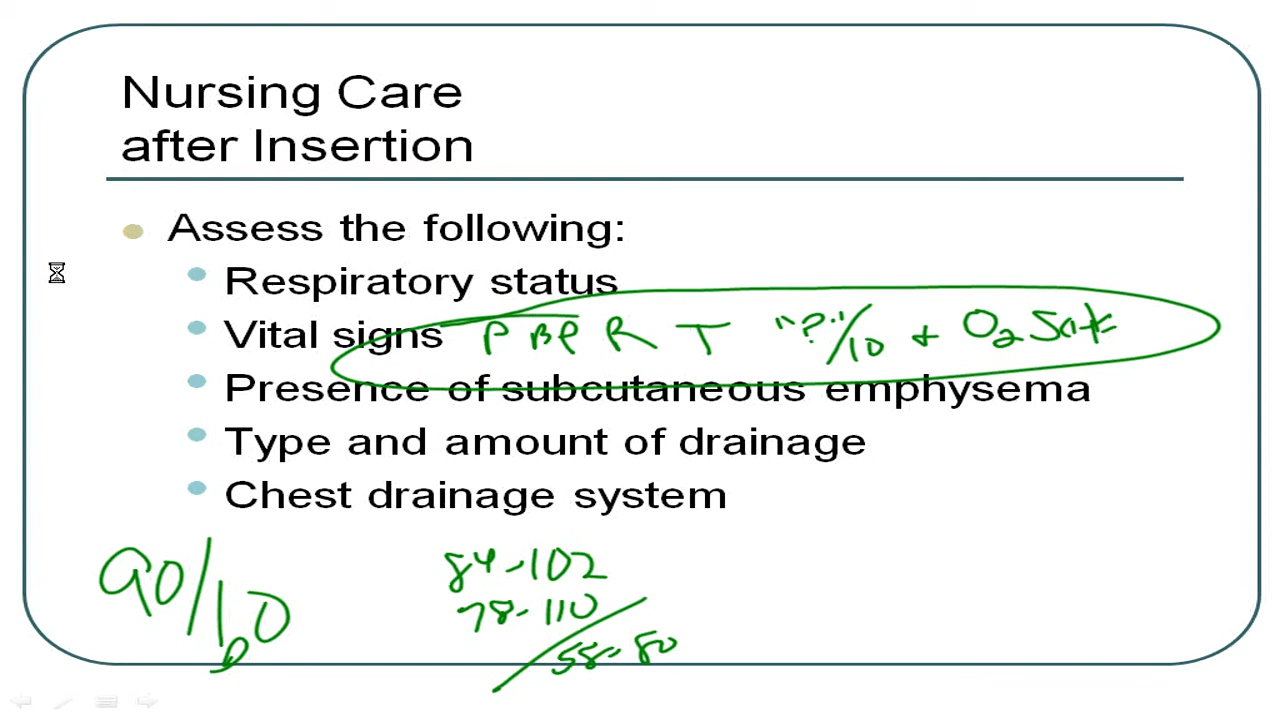 Nursing Care
after Insertion
Assess the following:
Respiratory status
Vital signs P BP R T "?"/10 + O2 Sat
Presence of subcutaneous emphysema
Type and amount of drainage
Chest drainage system
90/60
84-102
78-110
58-80